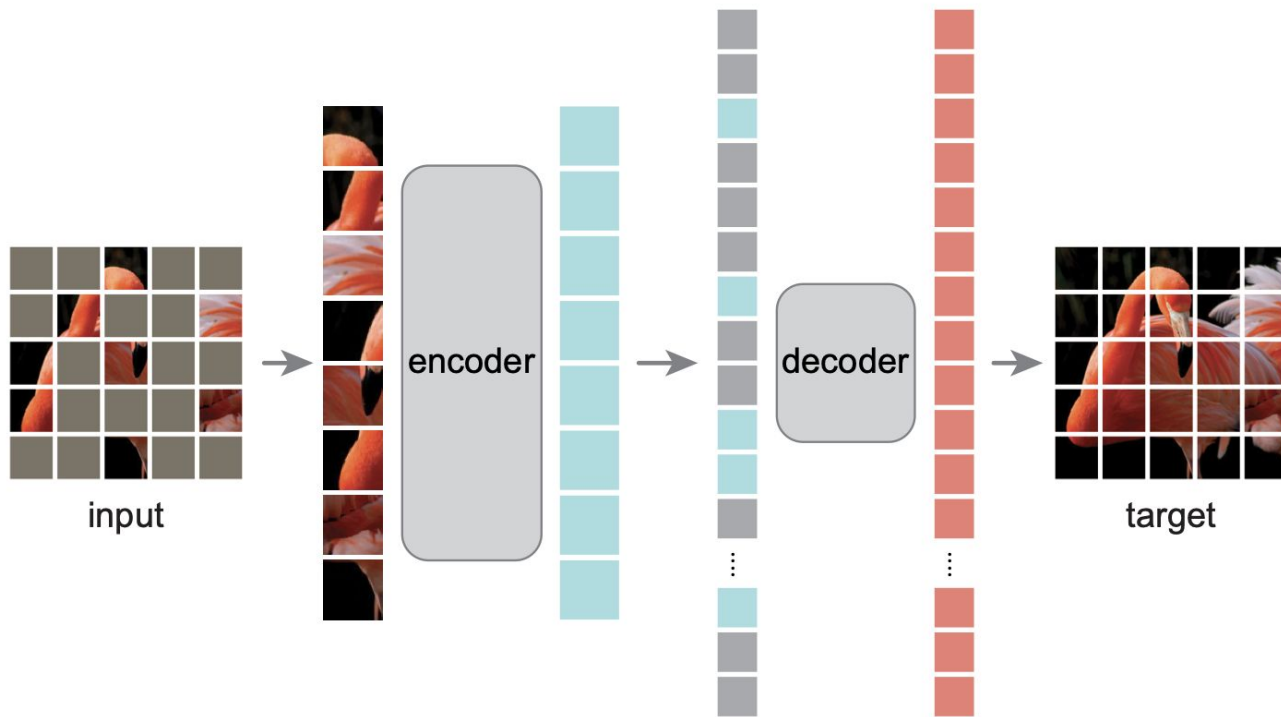 input
encoder
decoder
target